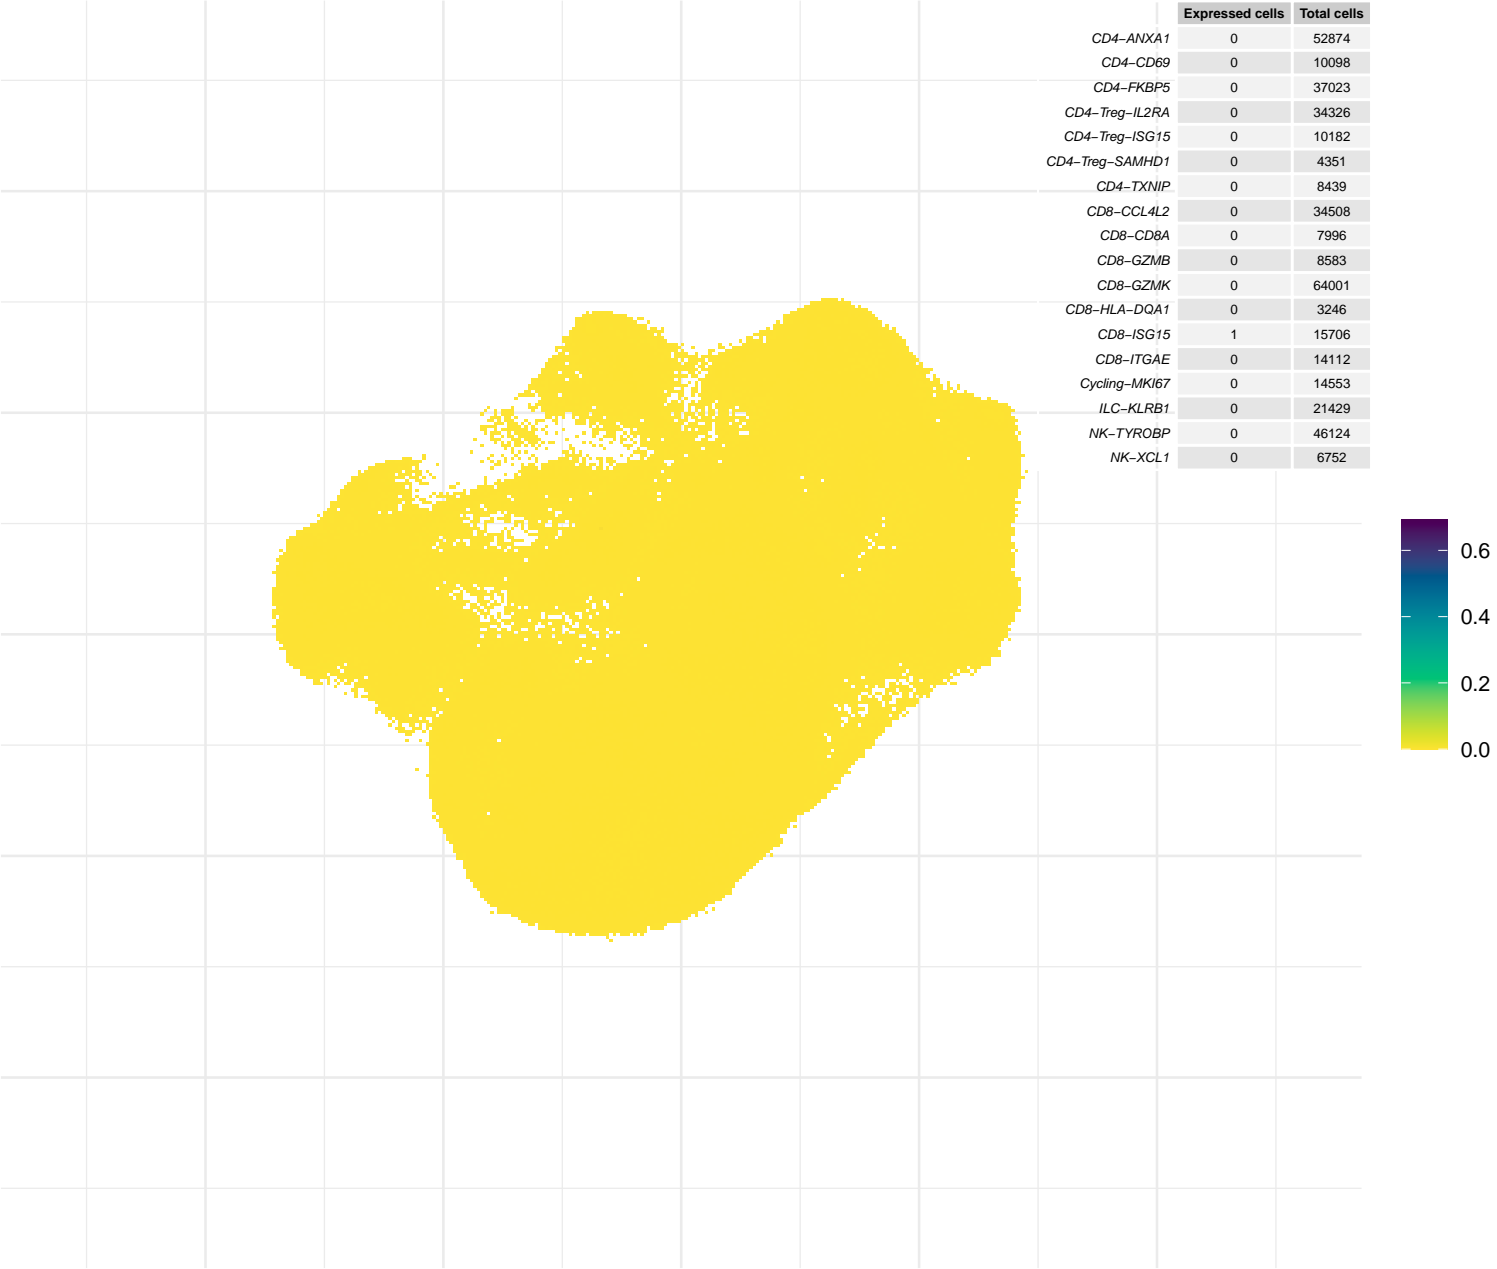 Expressed cells Total cells
CD4−ANXA1 0 52874
CD4−CD69 0 10098
CD4−FKBP5 0 37023
CD4−Treg−IL2RA 0 34326
CD4−Treg−ISG15 0 10182
CD4−Treg−SAMHD1 0 4351
CD4−TXNIP 0 8439
CD8−CCL4L2 0 34508
CD8−CD8A 0 7996
CD8−GZMB 0 8583
CD8−GZMK 0 64001
CD8−HLA−DQA1 0 3246
CD8−ISG15 1 15706
CD8−ITGAE 0 14112
Cycling−MKI67 0 14553
ILC−KLRB1 0 21429
NK−TYROBP 0 46124
NK−XCL1 0 6752
0.6
0.4
0.2
0.0